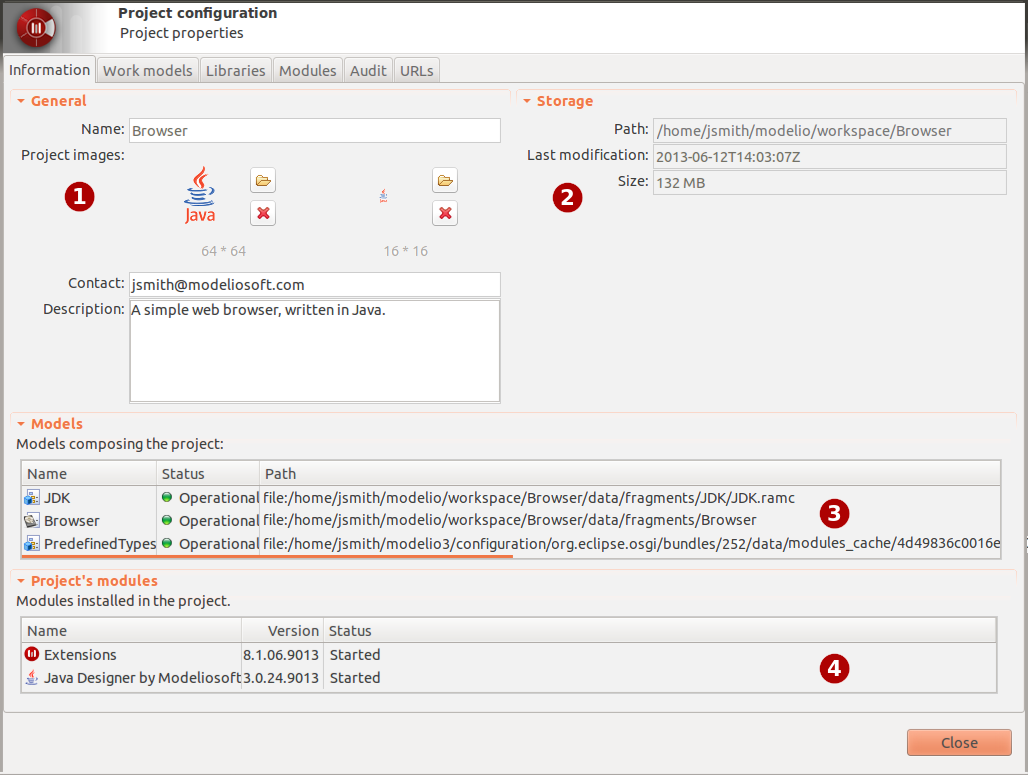 Project configuration
Project properties
Information Work models Libraries Modules Audit URLs
General
Name: Browser
Project images:
1
Java
Java
64 * 64 16 * 16
Contact: jsmith@modeliosoft.com
Description: A simple web browser, written in Java.
Storage
Path: /home/jsmith/modelio/workspace/Browser
Last modification: 2013-06-12T14:03:07Z
Size: 132 MB
2
Models
Models composing the project:
Name Status Path
JDK Operational file:/home/jsmith/modelio/workspace/Browser/data/fragments/JDK/JDK.ramc
Browser Operational file:/home/jsmith/modelio/workspace/Browser/data/fragments/Browser
PredefinedTypes Operational file:/home/jsmith/modelio3/configuration/org.eclipse.osgi/bundles/252/data/modules_cache/4d49836c0016e
3
Project's modules
Modules installed in the project.
Name Version Status
Extensions 8.1.06.9013 Started
Java Designer by Modeliosoft 3.0.24.9013 Started
4
Close